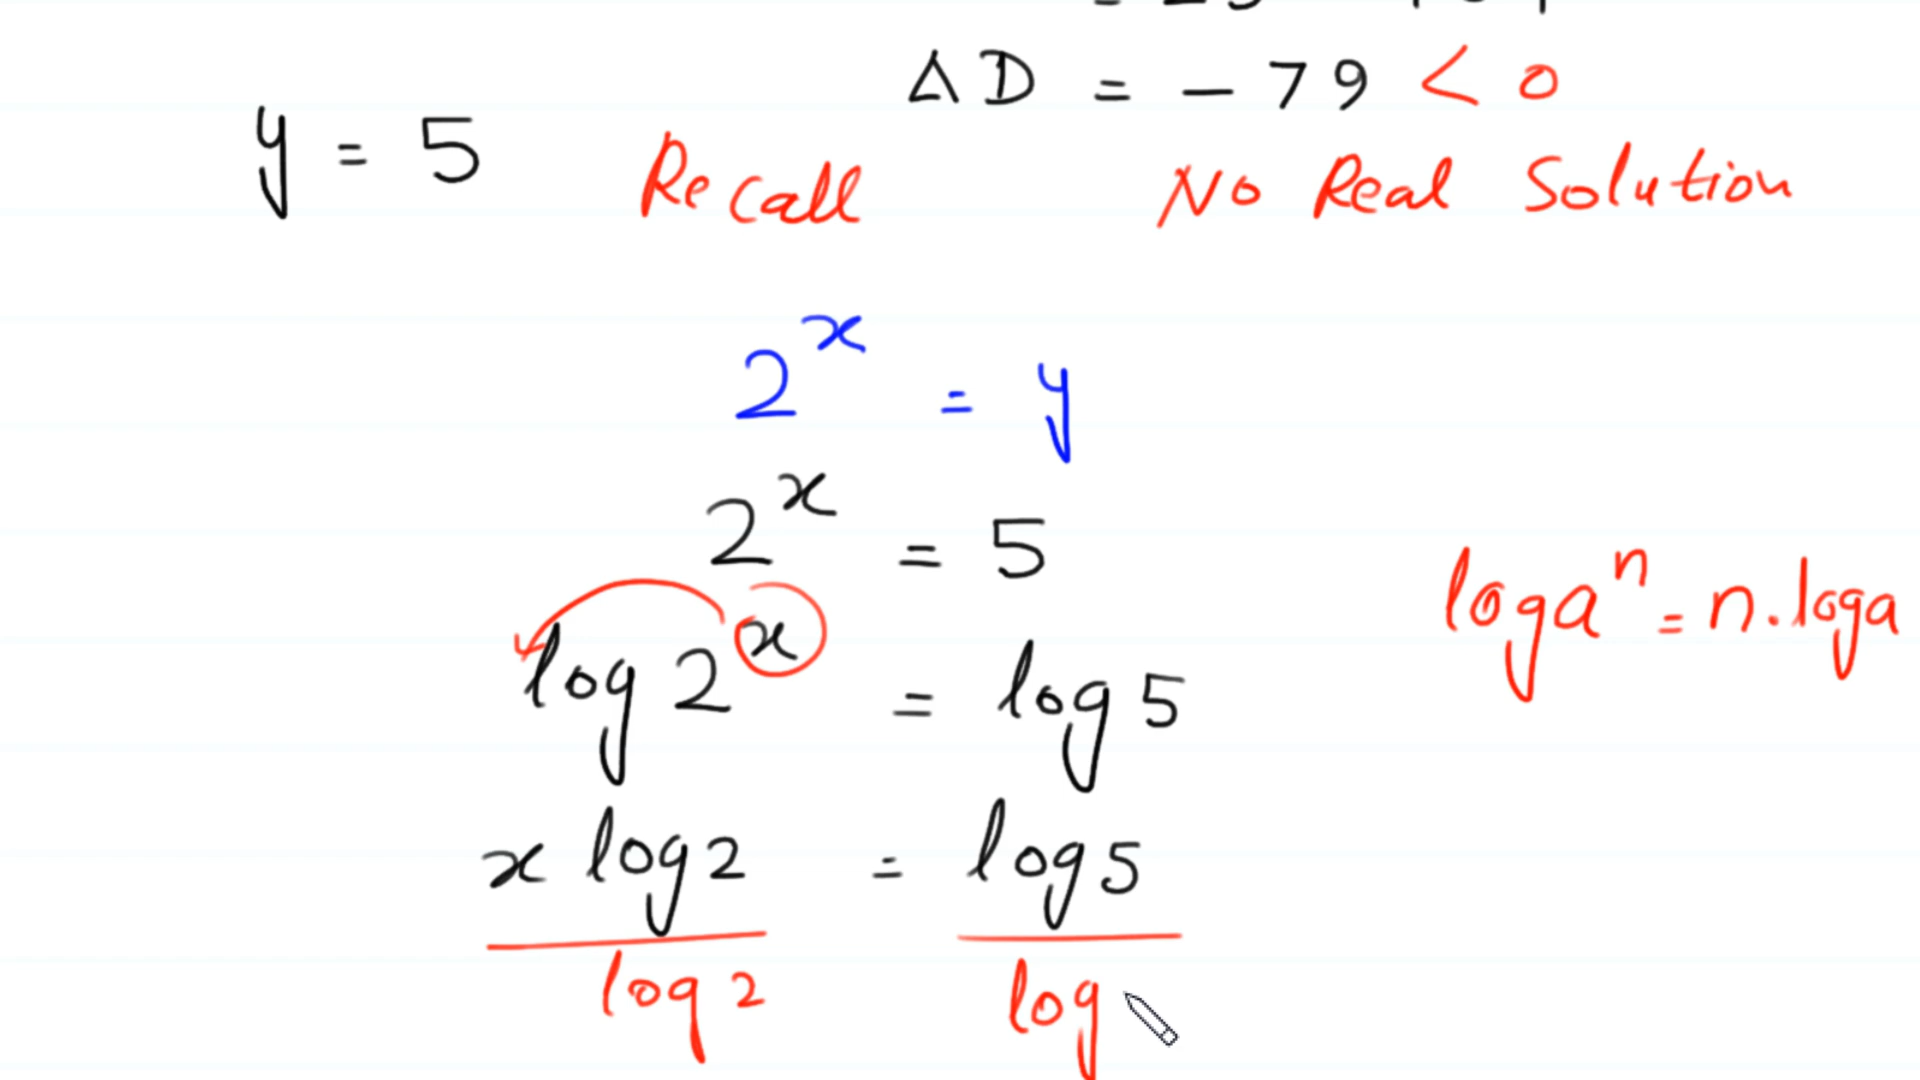 ΔD = - 79 < 0
y = 5
Recall
No Real Solution
2^x = y
2^x = 5
log 2^x = log 5
log a^n = n . log a
x log 2 = log 5
log 2 log